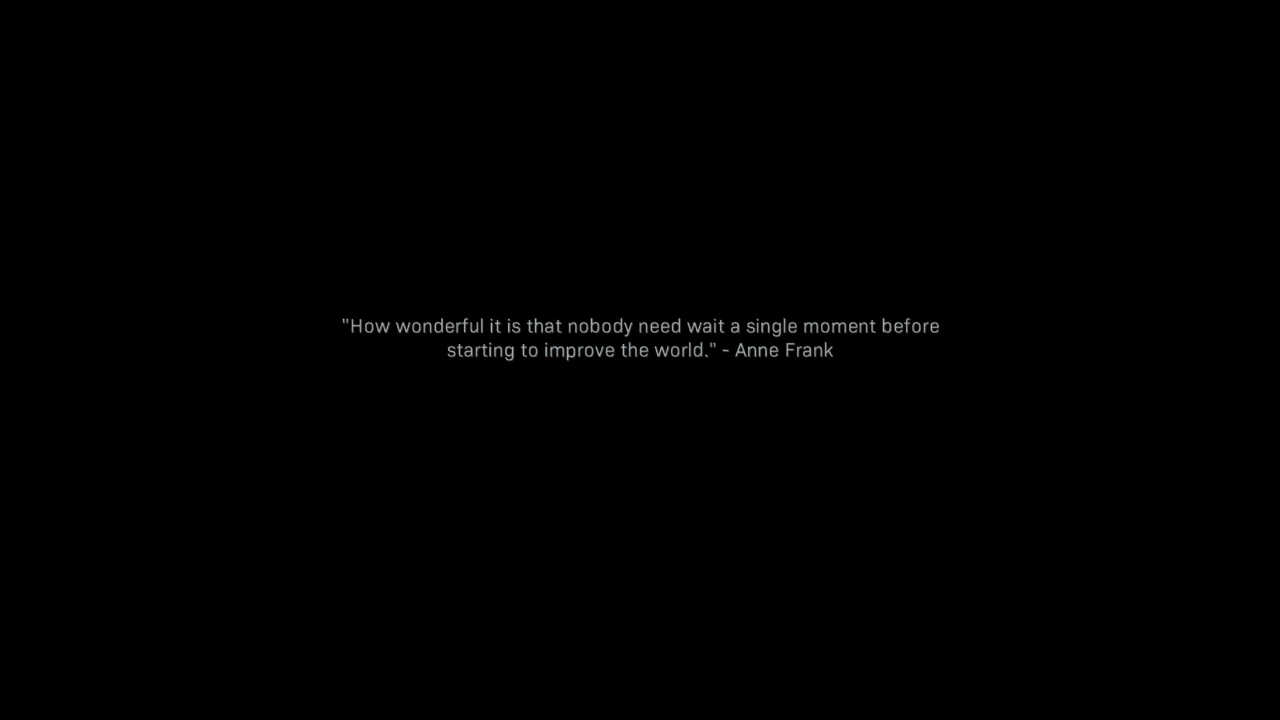 "How wonderful it is that nobody need wait a single moment before
starting to improve the world." - Anne Frank